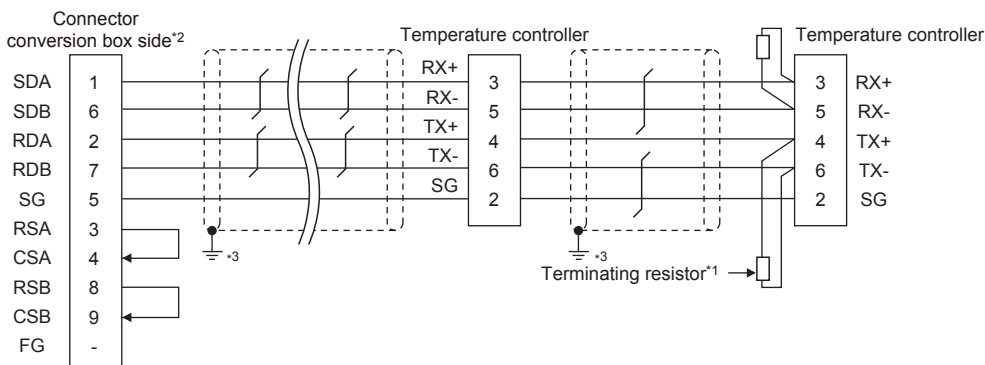 Connector
conversion box side*2
Temperature controller
Temperature controller
SDA 1 RX+ 3 3 RX+
SDB 6 RX- 5 5 RX-
RDA 2 TX+ 4 4 TX+
RDB 7 TX- 6 6 TX-
SG 5 SG 2 2 SG
RSA 3
CSA 4 *3 *3
Terminating resistor*1
RSB 8
CSB 9
FG -